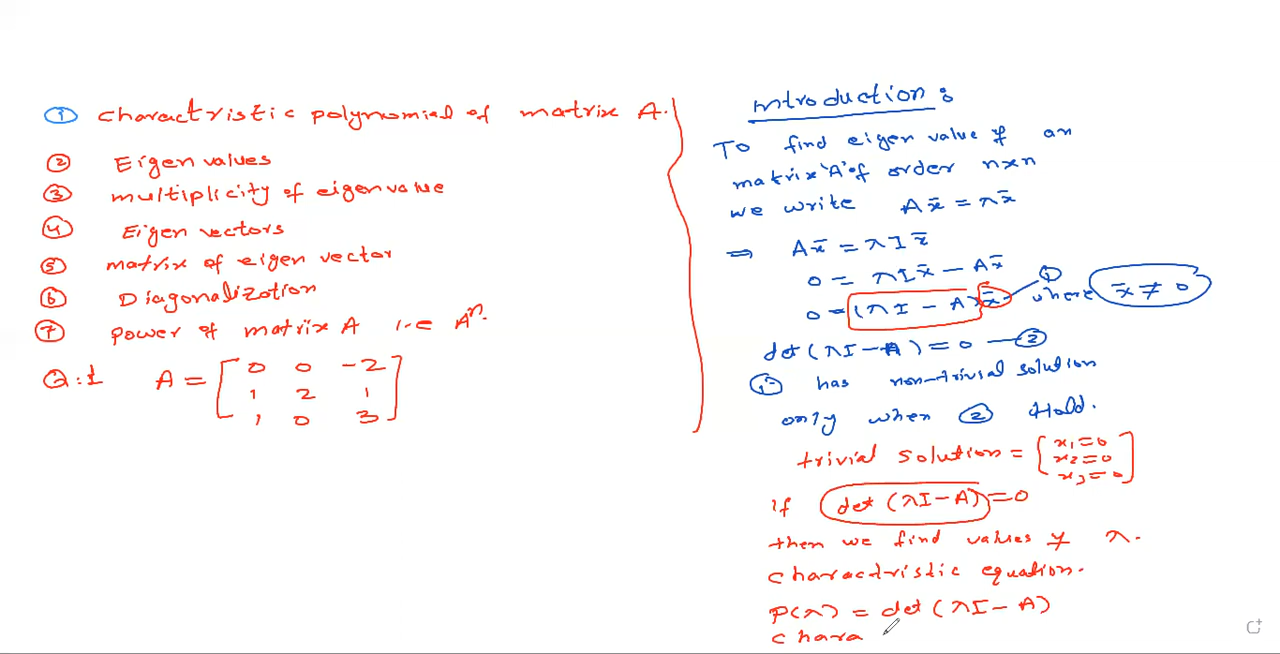 ① charactristic polynomial of matrix A.
② Eigen values
③ multiplicity of eigenvalue
④ Eigen vectors
⑤ matrix of eigen vector
⑥ Diagonalization
⑦ power of matrix A i-e Aⁿ.
Q:1 A = [ 0 0 -2
1 2 1
1 0 3 ]
introduction:
To find eigen value of an
matrix 'A' of order n×n
we write Ax̄ = λx̄
⇒ Ax̄ = λIx̄
0 = λIx̄ - Ax̄
0 = (λI - A)x̄ - ① where x̄ ≠ 0
det(λI - A) = 0 - ②
① has non-trivial solution
only when ② Hold.
trivial solution = [ x₁=0
x₂=0
x₃=0 ]
if det(λI - A) = 0
then we find values of λ.
charactristic equation.
P(λ) = det(λI - A)
chara